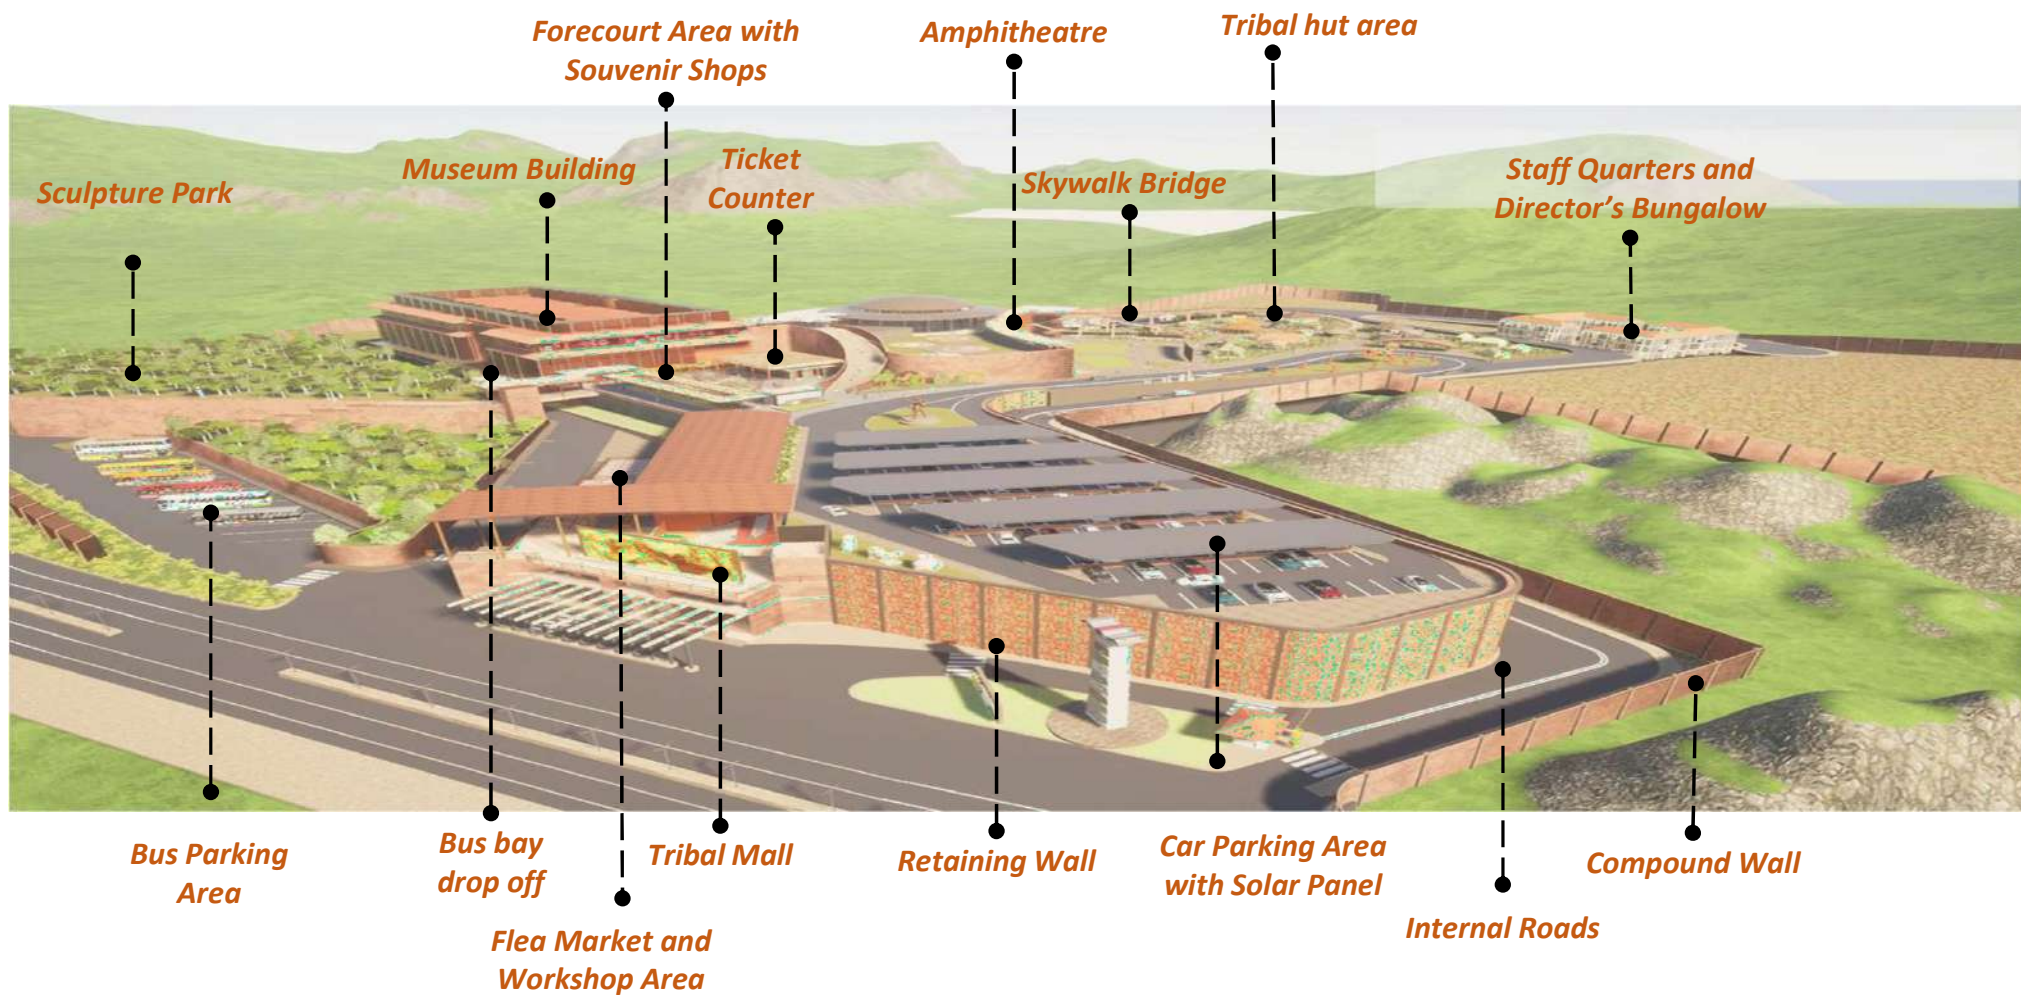 Forecourt Area with
Souvenir Shops
Amphitheatre
Tribal hut area
Sculpture Park
Museum Building
Ticket
Counter
Skywalk Bridge
Staff Quarters and
Director’s Bungalow
Bus Parking
Area
Bus bay
drop off
Tribal Mall
Retaining Wall
Car Parking Area
with Solar Panel
Compound Wall
Flea Market and
Workshop Area
Internal Roads